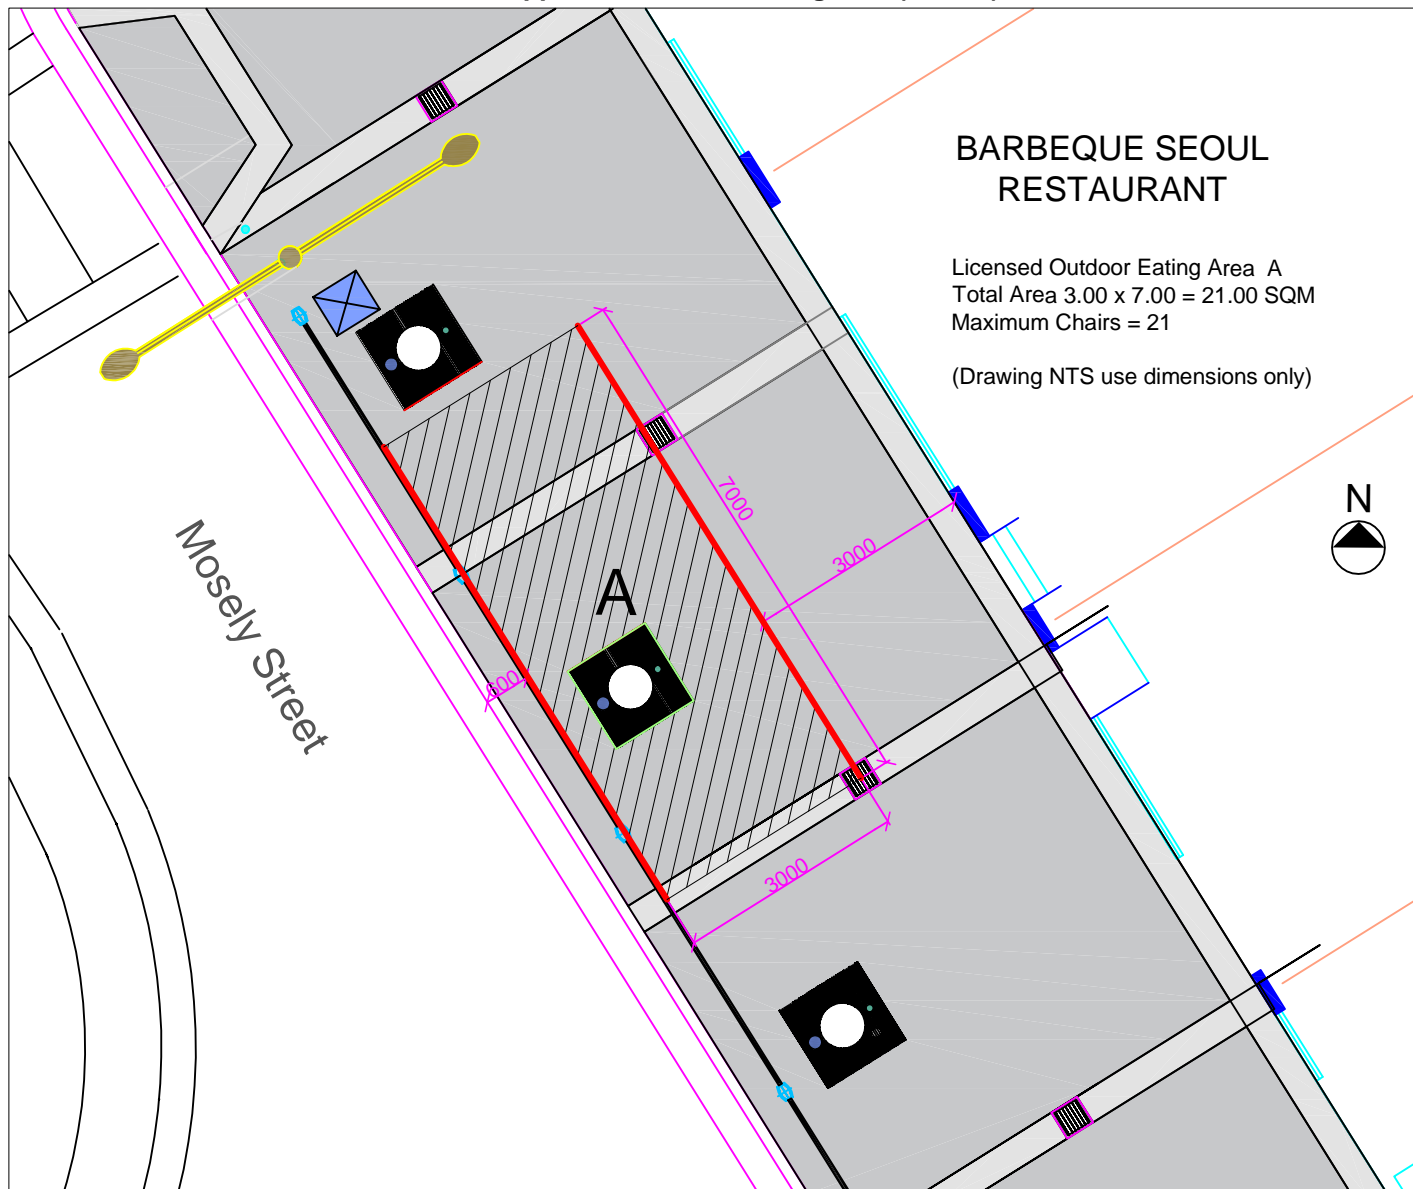 BARBEQUE SEOUL
RESTAURANT
Licensed Outdoor Eating Area A
Total Area 3.00 x 7.00 = 21.00 SQM
Maximum Chairs = 21
(Drawing NTS use dimensions only)
N
7000
3000
A
Mosely Street
600
3000